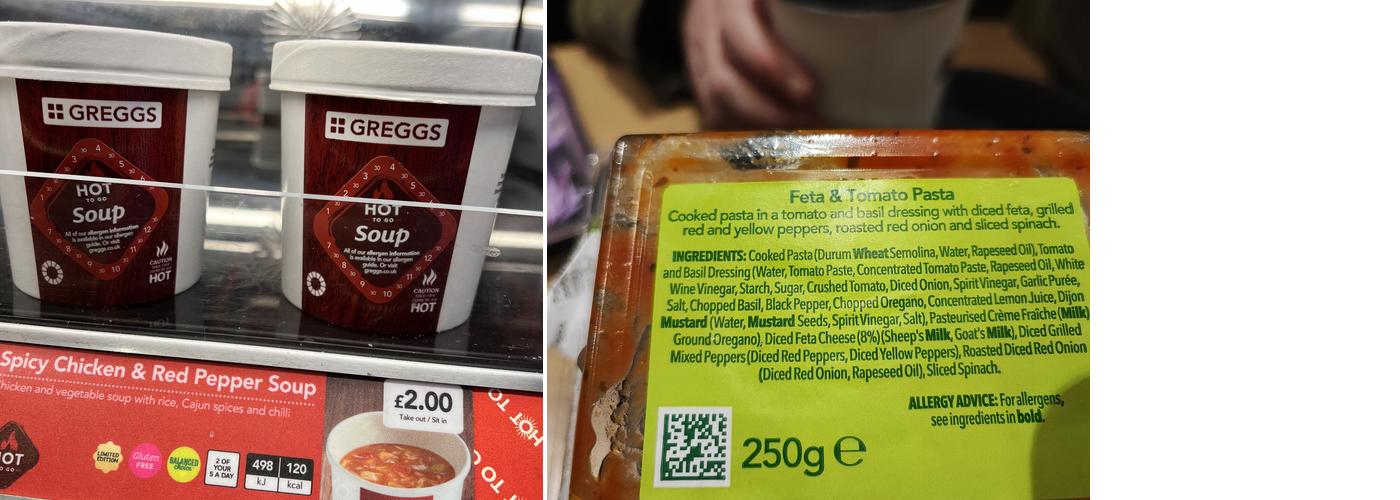 GREGGS
HOT
TO GO
Soup
All of our allergen information
is available in our allergen
guide. Or visit
greggs.co.uk
CAUTION
HOT
GREGGS
HOT
TO GO
Soup
All of our allergen information
is available in our allergen
guide. Or visit
greggs.co.uk
CAUTION
HOT
Spicy Chicken & Red Pepper Soup
Chicken and vegetable soup with rice, Cajun spices and chilli
£2.00
Take out / Sit in
LIMITED
EDITION
Gluten
FREE
BALANCED
choice
2 OF
YOUR
5 A DAY
498
kJ
120
kcal
HOT TO
Feta & Tomato Pasta
Cooked pasta in a tomato and basil dressing with diced feta, grilled
red and yellow peppers, roasted red onion and sliced spinach.
INGREDIENTS: Cooked Pasta (Durum Wheat Semolina, Water, Rapeseed Oil), Tomato
and Basil Dressing (Water, Tomato Paste, Concentrated Tomato Paste, Rapeseed Oil, White
Wine Vinegar, Starch, Sugar, Crushed Tomato, Diced Onion, Spirit Vinegar, Garlic Purée,
Salt, Chopped Basil, Black Pepper, Chopped Oregano, Concentrated Lemon Juice, Dijon
Mustard (Water, Mustard Seeds, Spirit Vinegar, Salt), Pasteurised Crème Fraîche (Milk)
Ground Oregano), Diced Feta Cheese (8%) (Sheep's Milk, Goat's Milk), Diced Grilled
Mixed Peppers (Diced Red Peppers, Diced Yellow Peppers), Roasted Diced Red Onion
(Diced Red Onion, Rapeseed Oil), Sliced Spinach.
ALLERGY ADVICE: For allergens,
see ingredients in bold.
250g ℮